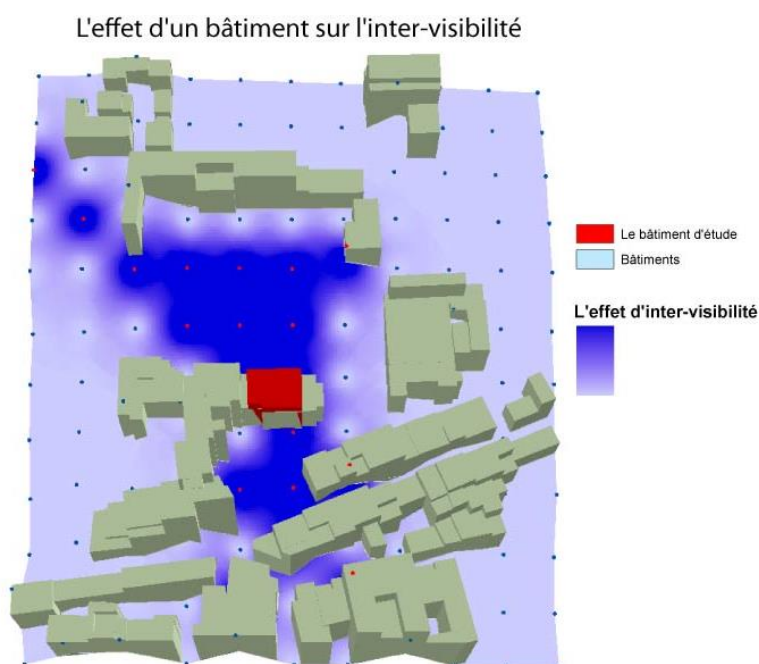 L'effet d'un bâtiment sur l'inter-visibilité
Le bâtiment d'étude
Bâtiments
L'effet d'inter-visibilité